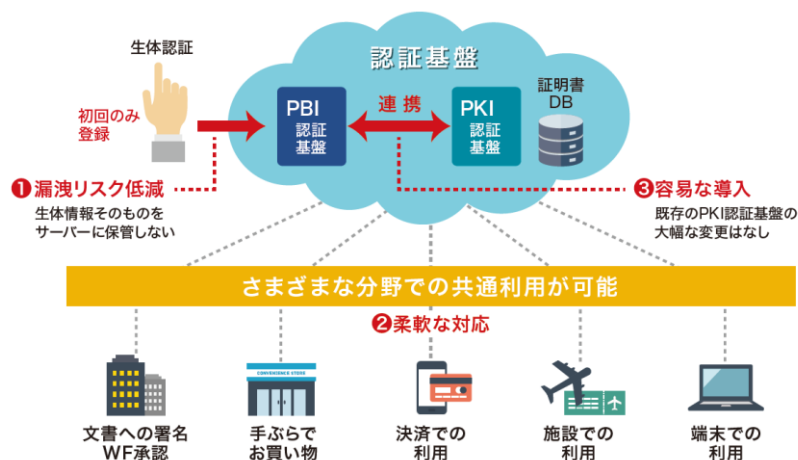 生体認証
認証基盤
初回のみ
登録
PBI
認証
基盤
連携
PKI
認証
基盤
証明書
DB
❶漏洩リスク低減
生体情報そのものを
サーバーに保管しない
❸容易な導入
既存のPKI認証基盤の
大幅な変更はなし
さまざまな分野での共通利用が可能
❷柔軟な対応
CONVENIENCE STORE
文書への署名
WF承認
手ぶらで
お買い物
決済での
利用
施設での
利用
端末での
利用